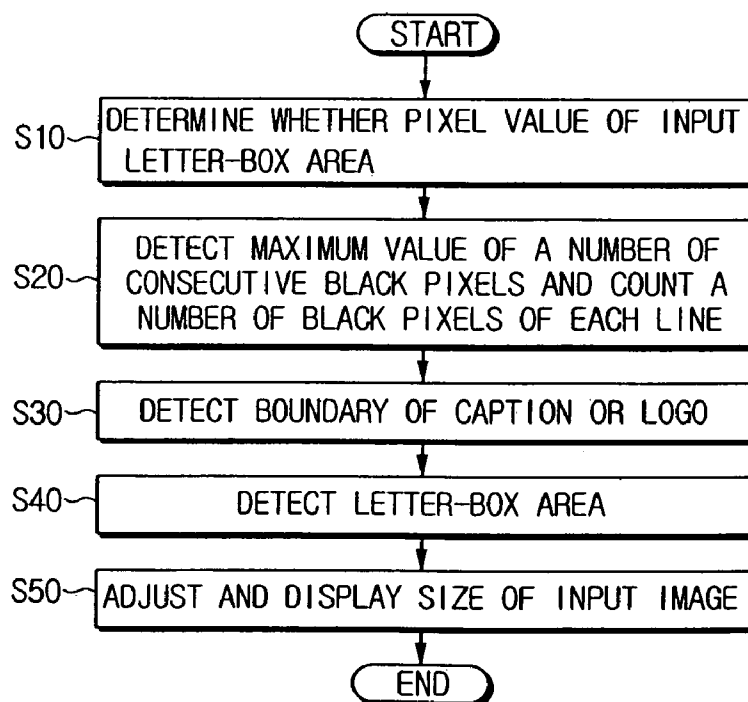 START
S10
DETERMINE WHETHER PIXEL VALUE OF INPUT
LETTER-BOX AREA
S20
DETECT MAXIMUM VALUE OF A NUMBER OF
CONSECUTIVE BLACK PIXELS AND COUNT A
NUMBER OF BLACK PIXELS OF EACH LINE
S30
DETECT BOUNDARY OF CAPTION OR LOGO
S40
DETECT LETTER-BOX AREA
S50
ADJUST AND DISPLAY SIZE OF INPUT IMAGE
END